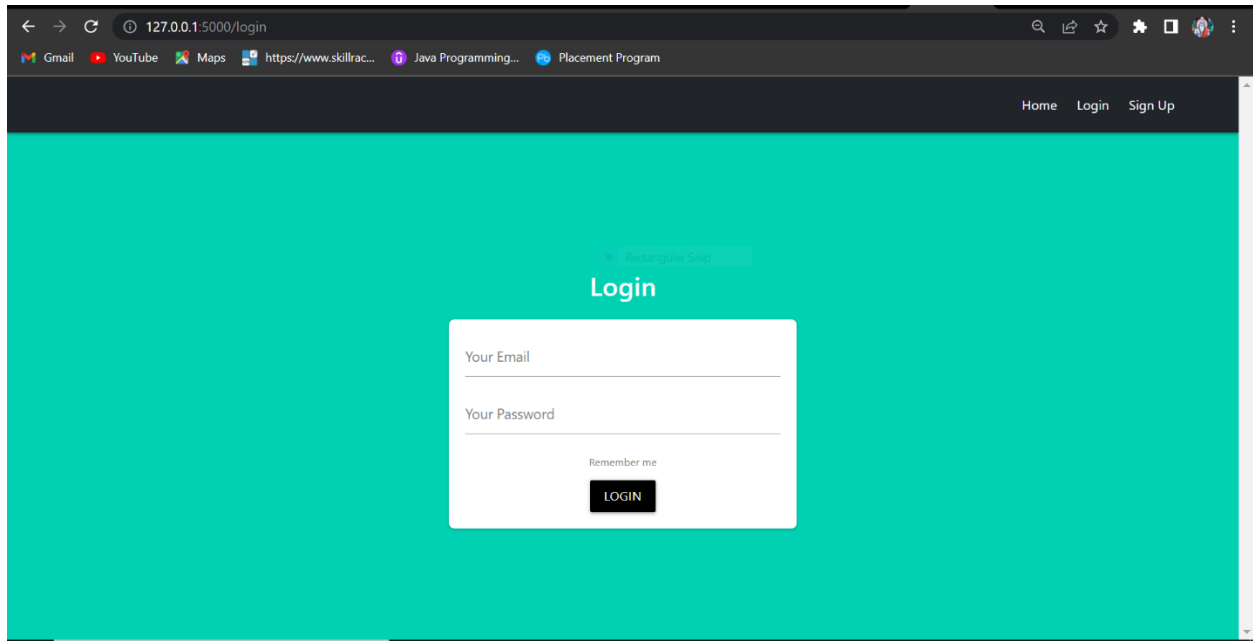 127.0.0.1:5000/login
Gmail YouTube Maps https://www.skillrac... Java Programming... Placement Program
Home Login Sign Up
Rectangular Snip
Login
Your Email
Your Password
Remember me
LOGIN